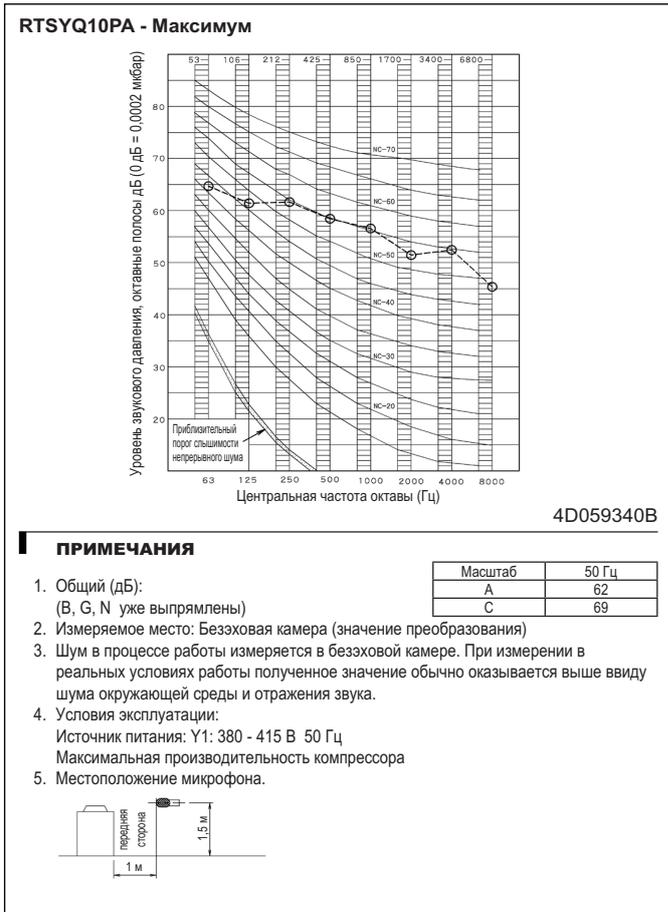 RTSYQ10PA - Максимум
53 106 212 425 850 1700 3400 6800
Уровень звукового давления, октавные полосы дБ (0 дБ = 0,0002 мкбар)
80
70
60
50
40
30
20
NC-70
NC-60
NC-50
NC-40
NC-30
NC-20
Приблизительный
порог слышимости
непрерывного шума
63 125 250 500 1000 2000 4000 8000
Центральная частота октавы (Гц)
4D059340B
ПРИМЕЧАНИЯ
1. Общий (дБ):
(B, G, N уже выпрямлены)
Масштаб 50 Гц
A 62
C 69
2. Измеряемое место: Безэховая камера (значение преобразования)
3. Шум в процессе работы измеряется в безэховой камере. При измерении в
реальных условиях работы полученное значение обычно оказывается выше ввиду
шума окружающей среды и отражения звука.
4. Условия эксплуатации:
Источник питания: Y1: 380 - 415 В 50 Гц
Максимальная производительность компрессора
5. Местоположение микрофона.
передняя
сторона
1,5 м
1 м